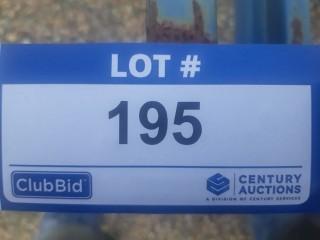 LOT #
195
ClubBid
CENTURY
AUCTIONS
A DIVISION OF CENTURY SERVICES